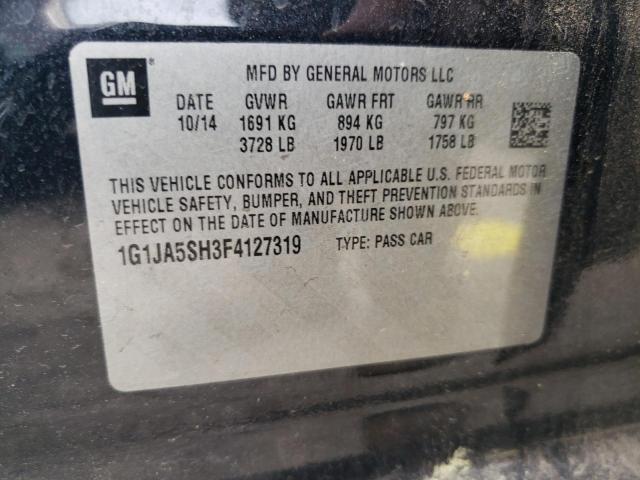 GM ® MFD BY GENERAL MOTORS LLC
DATE GVWR GAWR FRT GAWR RR
10/14 1691 KG 894 KG 797 KG
3728 LB 1970 LB 1758 LB
THIS VEHICLE CONFORMS TO ALL APPLICABLE U.S. FEDERAL MOTOR
VEHICLE SAFETY, BUMPER, AND THEFT PREVENTION STANDARDS IN
EFFECT ON THE DATE OF MANUFACTURE SHOWN ABOVE.
1G1JA5SH3F4127319 TYPE: PASS CAR